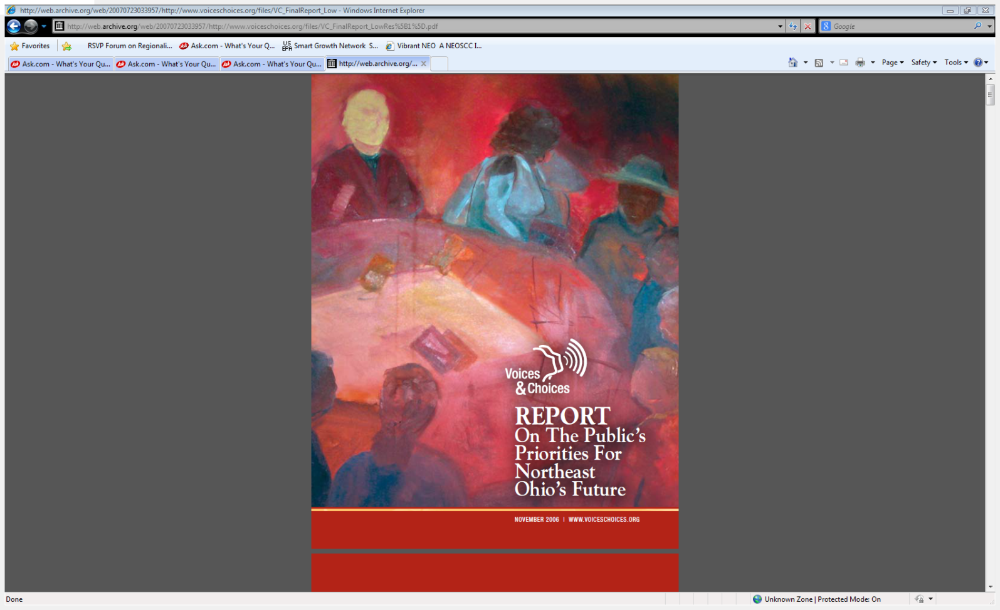 http://web.archive.org/web/20070723033957/http://www.voiceschoices.org/files/VC_FinalReport_Low - Windows Internet Explorer
http://web.archive.org/web/20070723033957/http://www.voiceschoices.org/files/VC_FinalReport_LowRes%5B1%5D.pdf
Google
Favorites
RSVP Forum on Regionali...
Ask.com - What's Your Q...
US EPA
Smart Growth Network S...
Vibrant NEO A NEOSCC I...
Ask.com - What's Your Qu...
Ask.com - What's Your Qu...
Ask.com - What's Your Qu...
http://web.archive.org/...
Page
Safety
Tools
Voices
& Choices
REPORT
On The Public's
Priorities For
Northeast
Ohio's Future
NOVEMBER 2006 | WWW.VOICESCHOICES.ORG
Done
Unknown Zone | Protected Mode: On